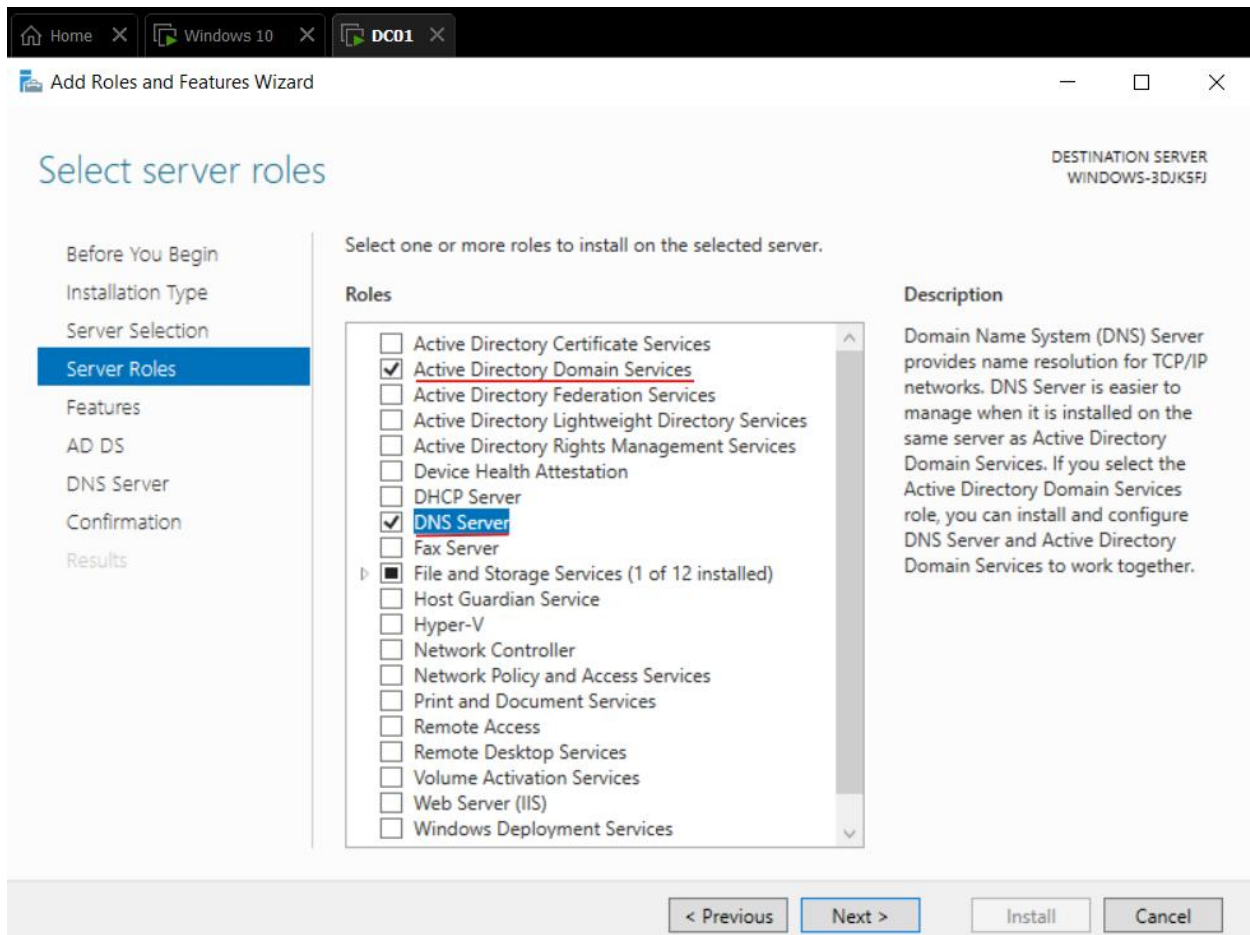 Home
Windows 10
DC01
Add Roles and Features Wizard
Select server roles
DESTINATION SERVER
WINDOWS-3DJK5FJ
Before You Begin
Installation Type
Server Selection
Server Roles
Features
AD DS
DNS Server
Confirmation
Results
Select one or more roles to install on the selected server.
Roles
Active Directory Certificate Services
Active Directory Domain Services
Active Directory Federation Services
Active Directory Lightweight Directory Services
Active Directory Rights Management Services
Device Health Attestation
DHCP Server
DNS Server
Fax Server
File and Storage Services (1 of 12 installed)
Host Guardian Service
Hyper-V
Network Controller
Network Policy and Access Services
Print and Document Services
Remote Access
Remote Desktop Services
Volume Activation Services
Web Server (IIS)
Windows Deployment Services
Description
Domain Name System (DNS) Server
provides name resolution for TCP/IP
networks. DNS Server is easier to
manage when it is installed on the
same server as Active Directory
Domain Services. If you select the
Active Directory Domain Services
role, you can install and configure
DNS Server and Active Directory
Domain Services to work together.
< Previous
Next >
Install
Cancel